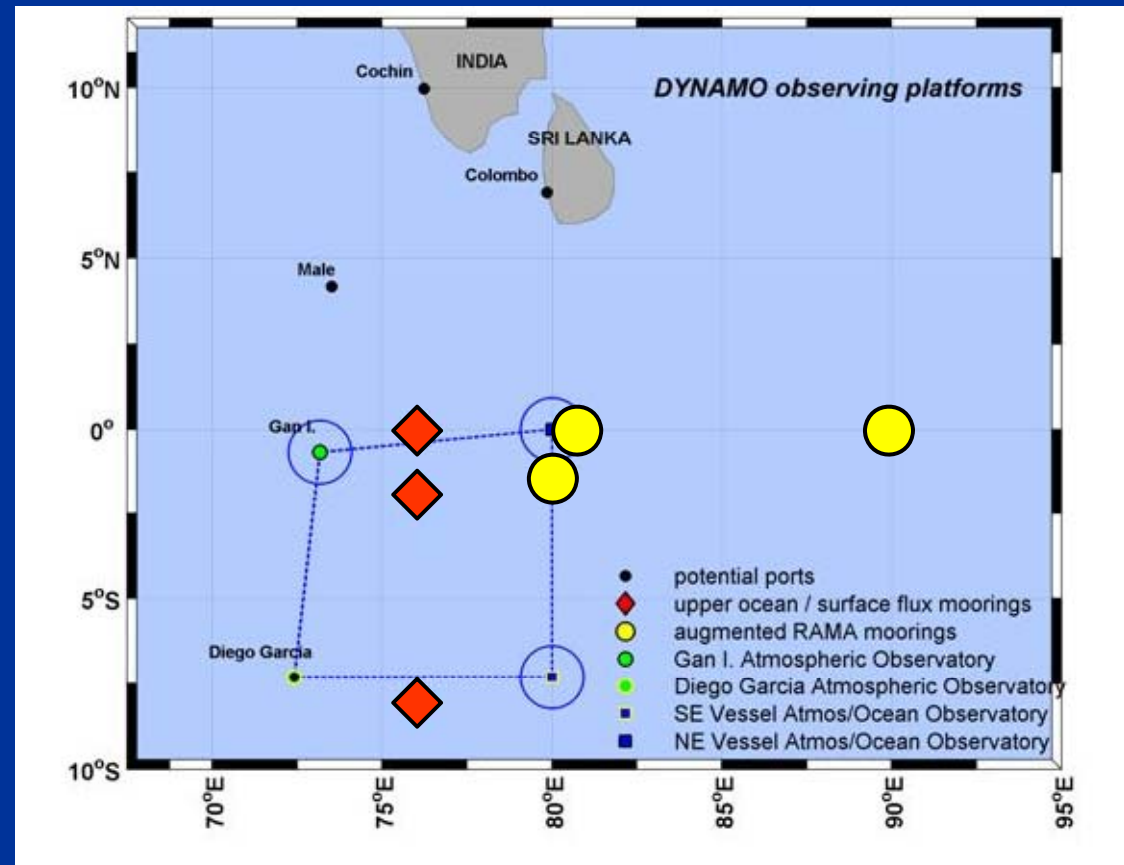 INDIA
Cochin
DYNAMO observing platforms
10°N
SRI LANKA
Colombo
5°N
Male
Gan I.
0°
potential ports
5°S
upper ocean / surface flux moorings
augmented RAMA moorings
Diego Garcia
Gan I. Atmospheric Observatory
Diego Garcia Atmospheric Observatory
SE Vessel Atmos/Ocean Observatory
NE Vessel Atmos/Ocean Observatory
10°S
70°E
75°E
80°E
85°E
95°E
95°E